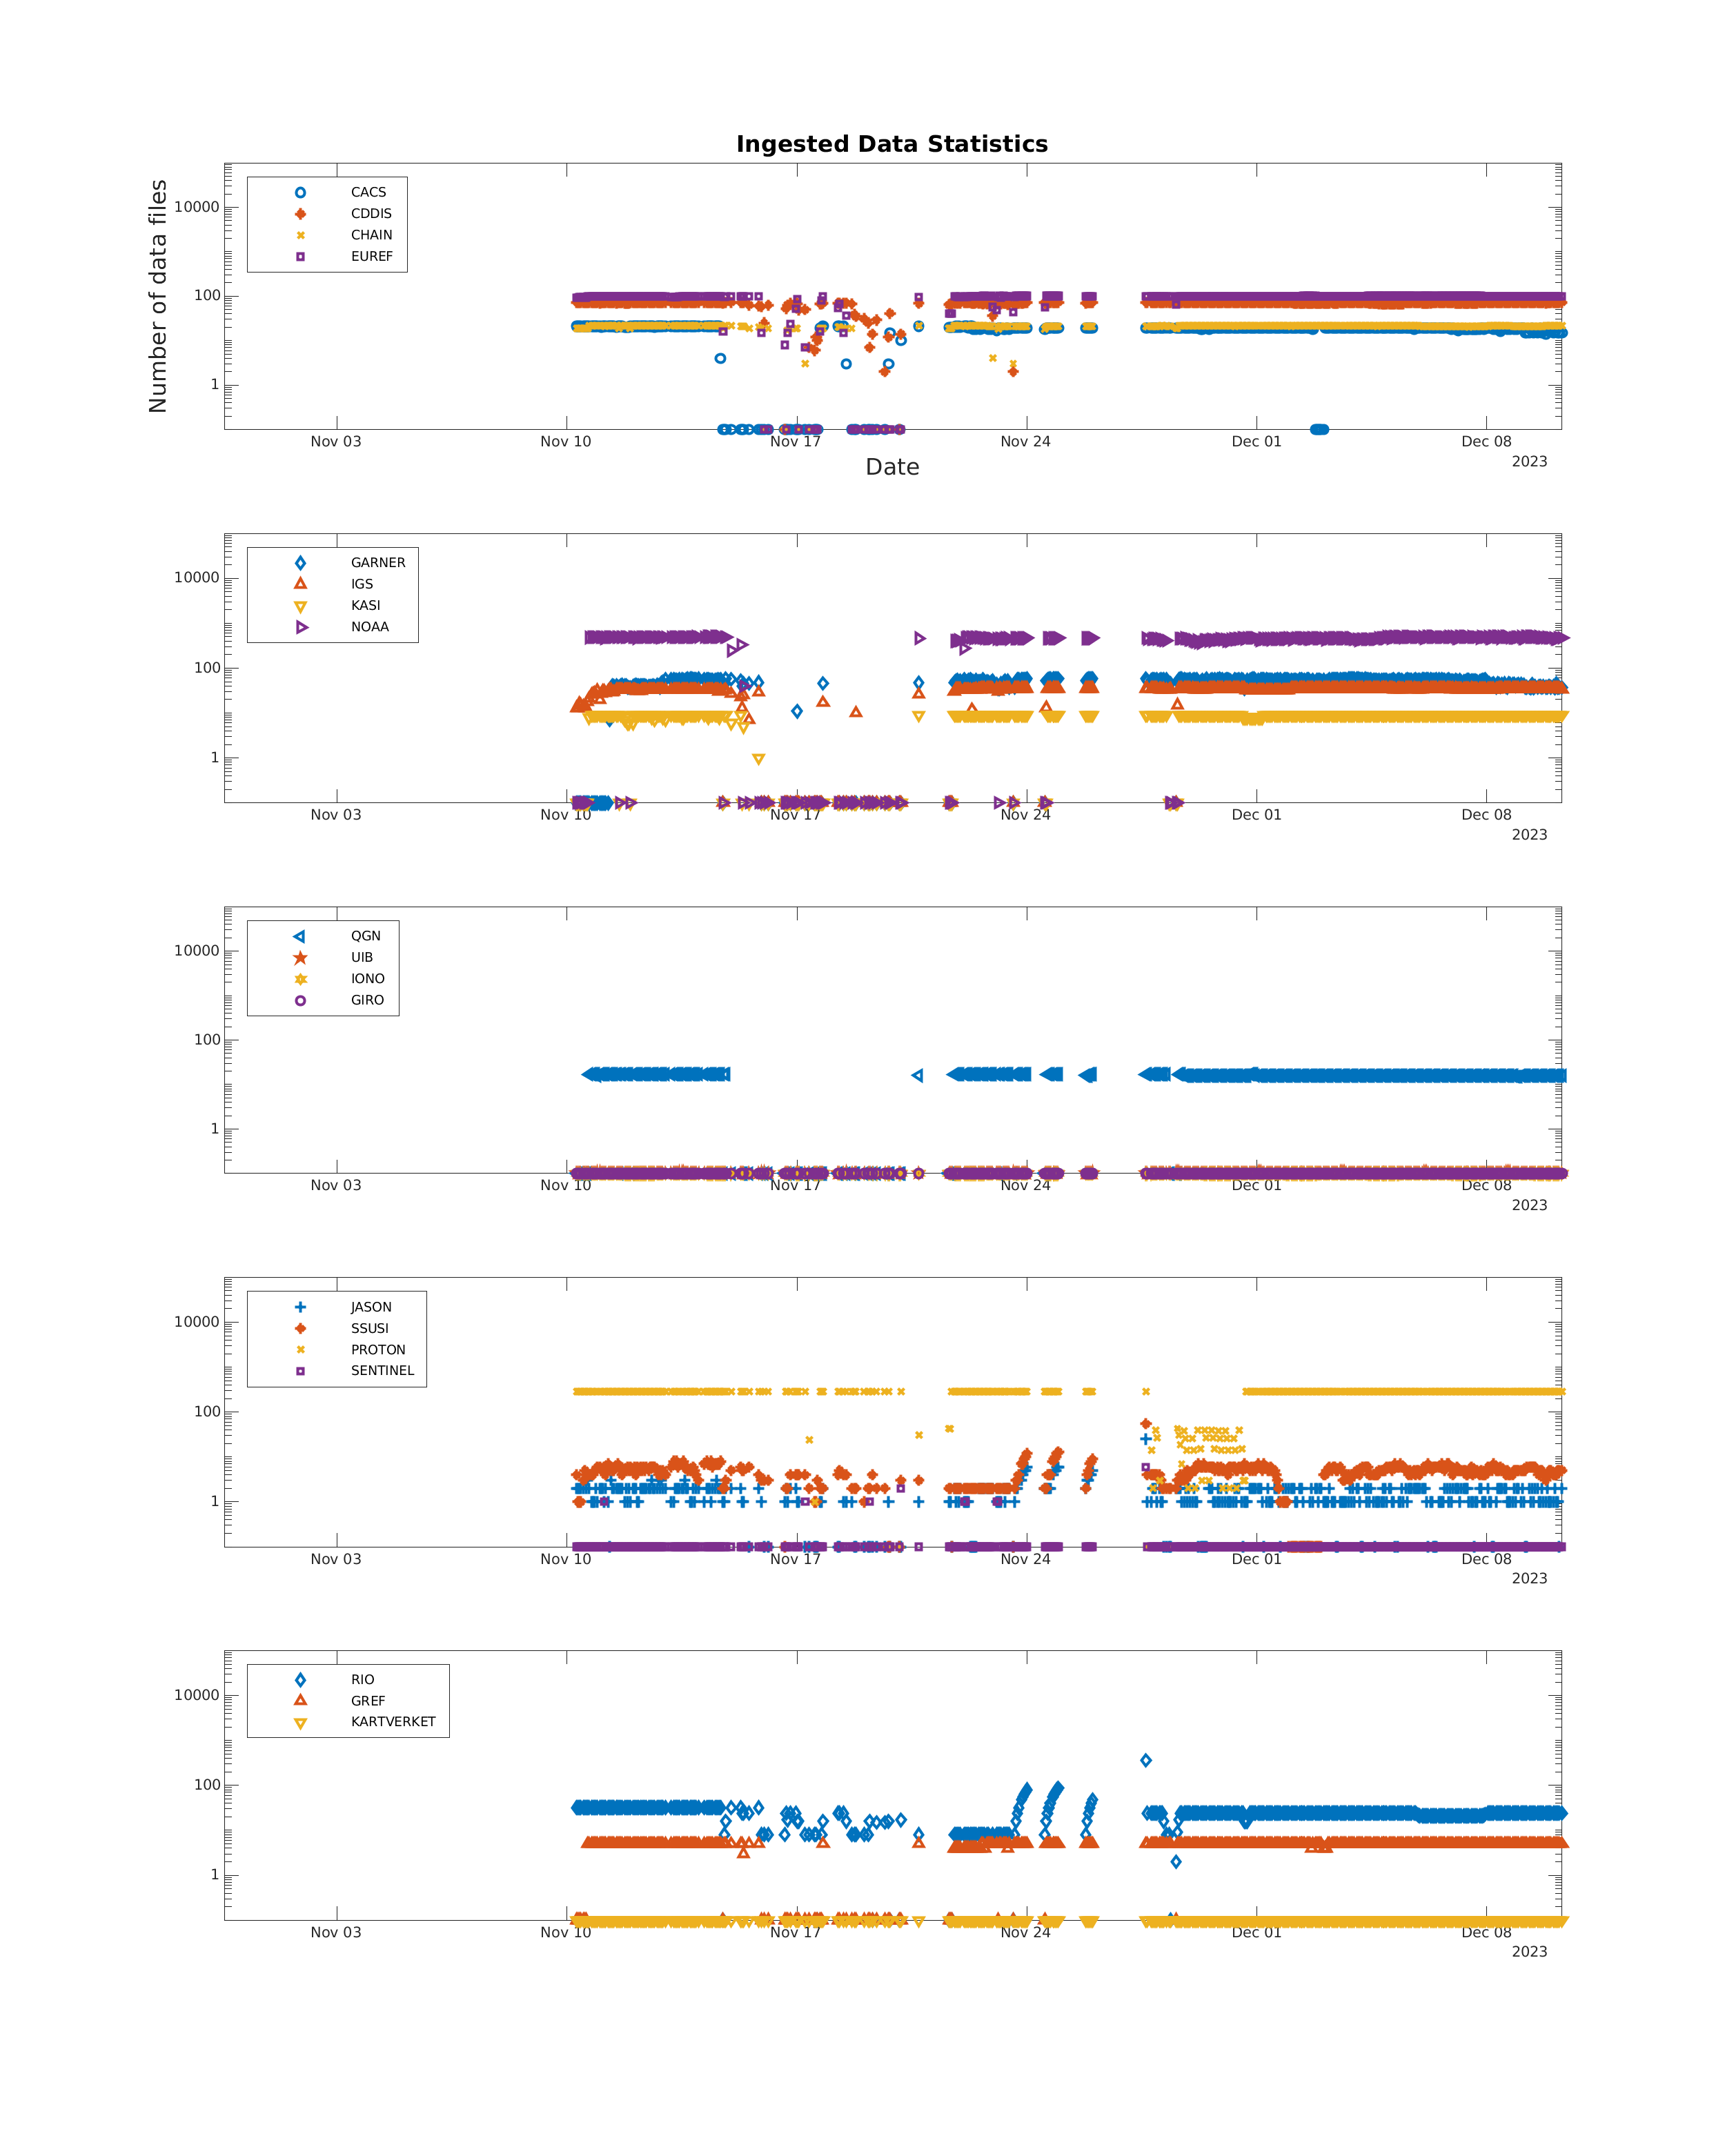 Ingested Data Statistics
Number of data files
10000
100
1
CACS
CDDIS
CHAIN
EUREF
Nov 03
Nov 10
Nov 17
Nov 24
Dec 01
Dec 08
2023
Date
10000
100
1
GARNER
IGS
KASI
NOAA
Nov 03
Nov 10
Nov 17
Nov 24
Dec 01
Dec 08
2023
10000
100
1
QGN
UIB
IONO
GIRO
Nov 03
Nov 10
Nov 17
Nov 24
Dec 01
Dec 08
2023
10000
100
1
JASON
SSUSI
PROTON
SENTINEL
Nov 03
Nov 10
Nov 17
Nov 24
Dec 01
Dec 08
2023
10000
100
1
RIO
GREF
KARTVERKET
Nov 03
Nov 10
Nov 17
Nov 24
Dec 01
Dec 08
2023